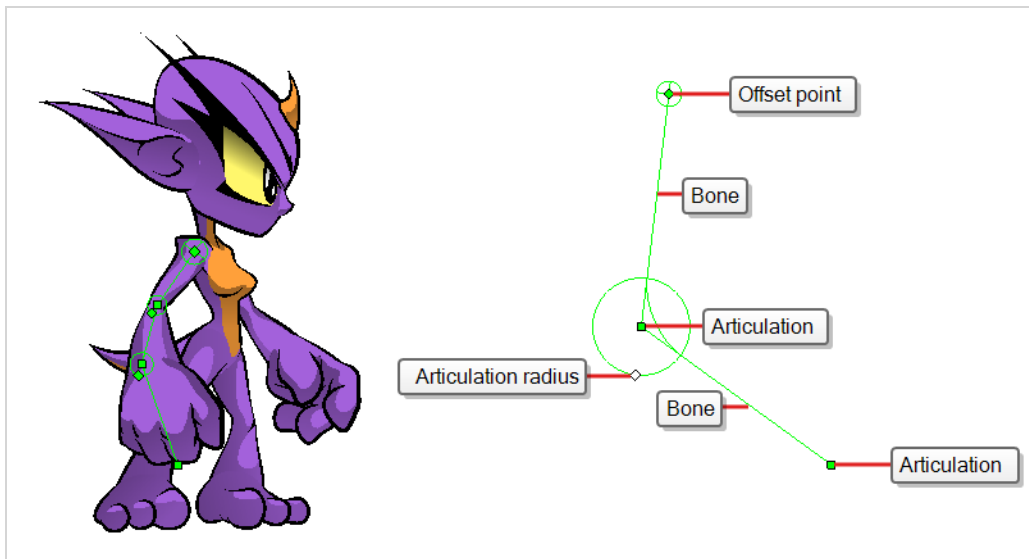 Offset point
Bone
Articulation
Articulation radius
Bone
Articulation